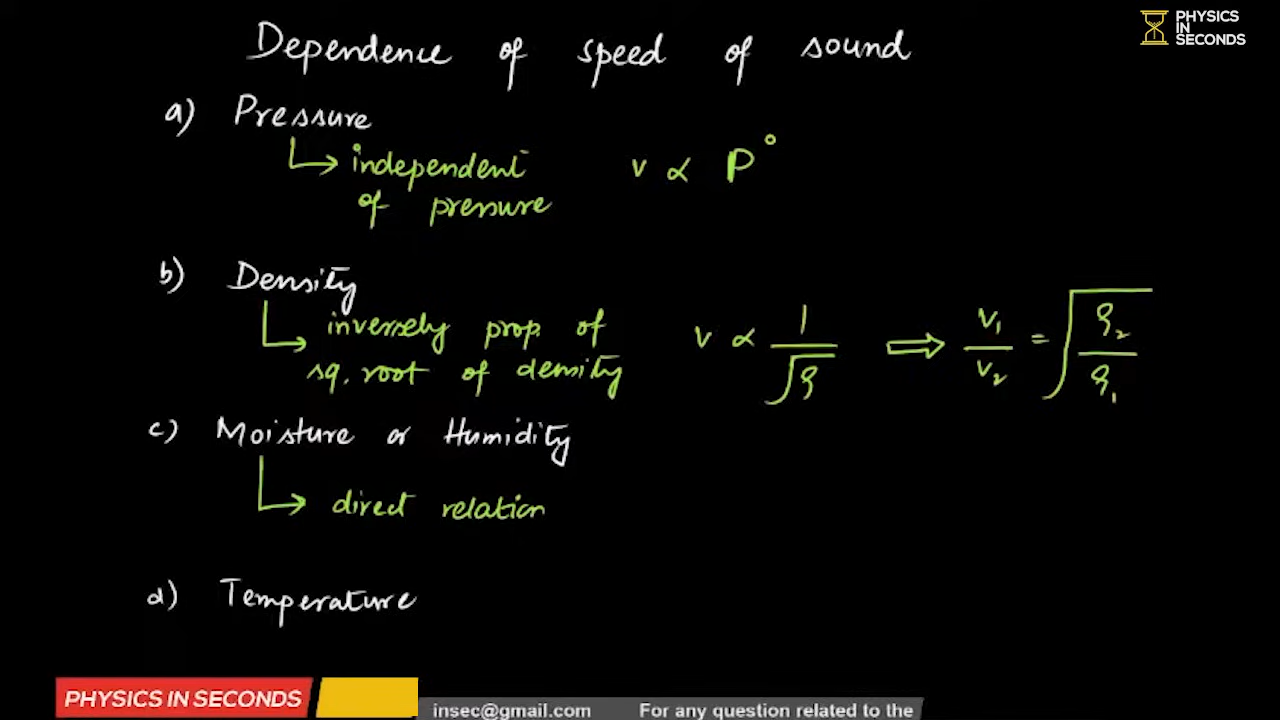 PHYSICS
IN
SECONDS
Dependence of speed of sound
a) Pressure
independent of pressure v ∝ P°
b) Density
inversely prop. of sq. root of density v ∝ 1/√ρ ⟹ v₁/v₂ = √(ρ₂/ρ₁)
c) Moisture or Humidity
direct relation
d) Temperature
PHYSICS IN SECONDS
insec@gmail.com For any question related to the